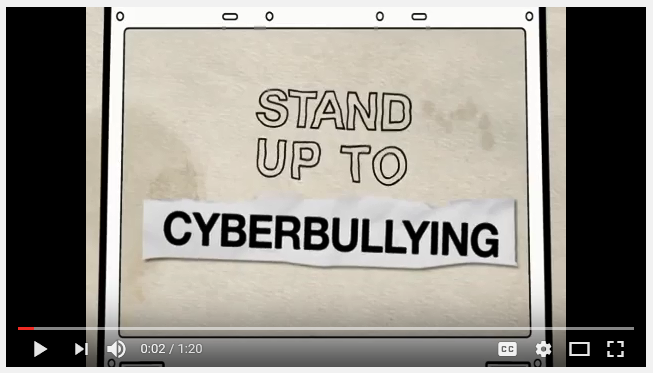 STAND
UP TO
CYBERBULLYING
0:02 / 1:20
CC